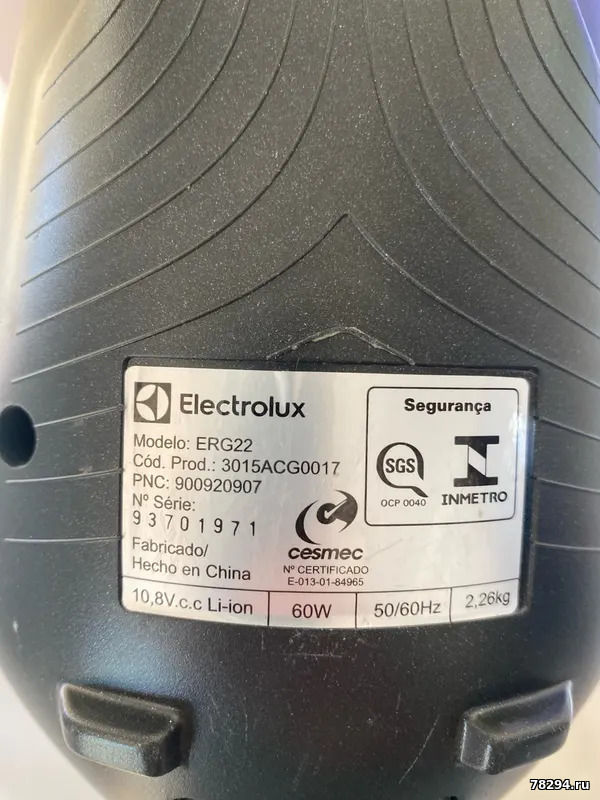 Electrolux
Modelo: ERG22
Cód. Prod.: 3015ACG0017
PNC: 900920907
Nº Série:
93701971
Fabricado/
Hecho en China
cesmec
Nº CERTIFICADO
E-013-01-84965
Segurança
SGS
OCP 0040
INMETRO
10,8V.c.c Li-ion
60W
50/60Hz
2,26kg
78294.ru